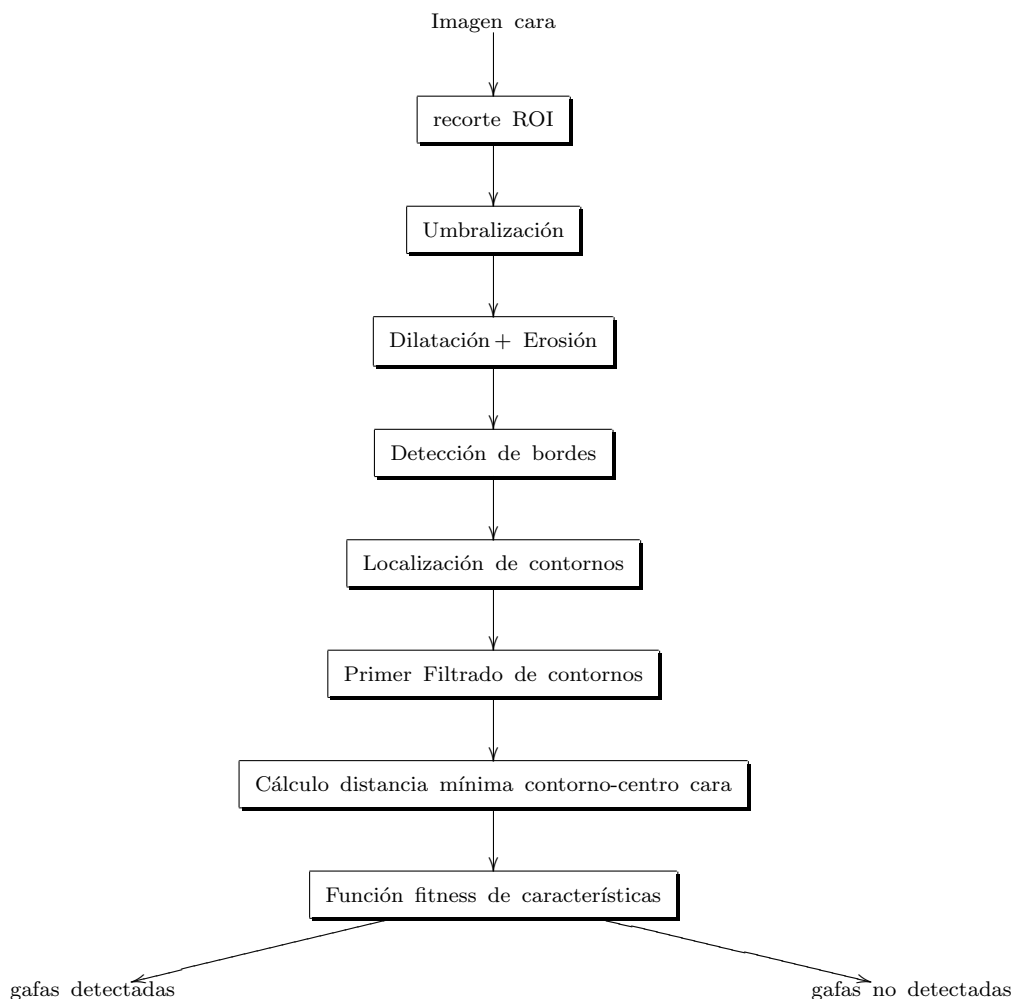 Imagen cara
recorte ROI
Umbralización
Dilatación + Erosión
Detección de bordes
Localización de contornos
Primer Filtrado de contornos
Cálculo distancia mínima contorno-centro cara
Función fitness de características
gafas detectadas
gafas no detectadas